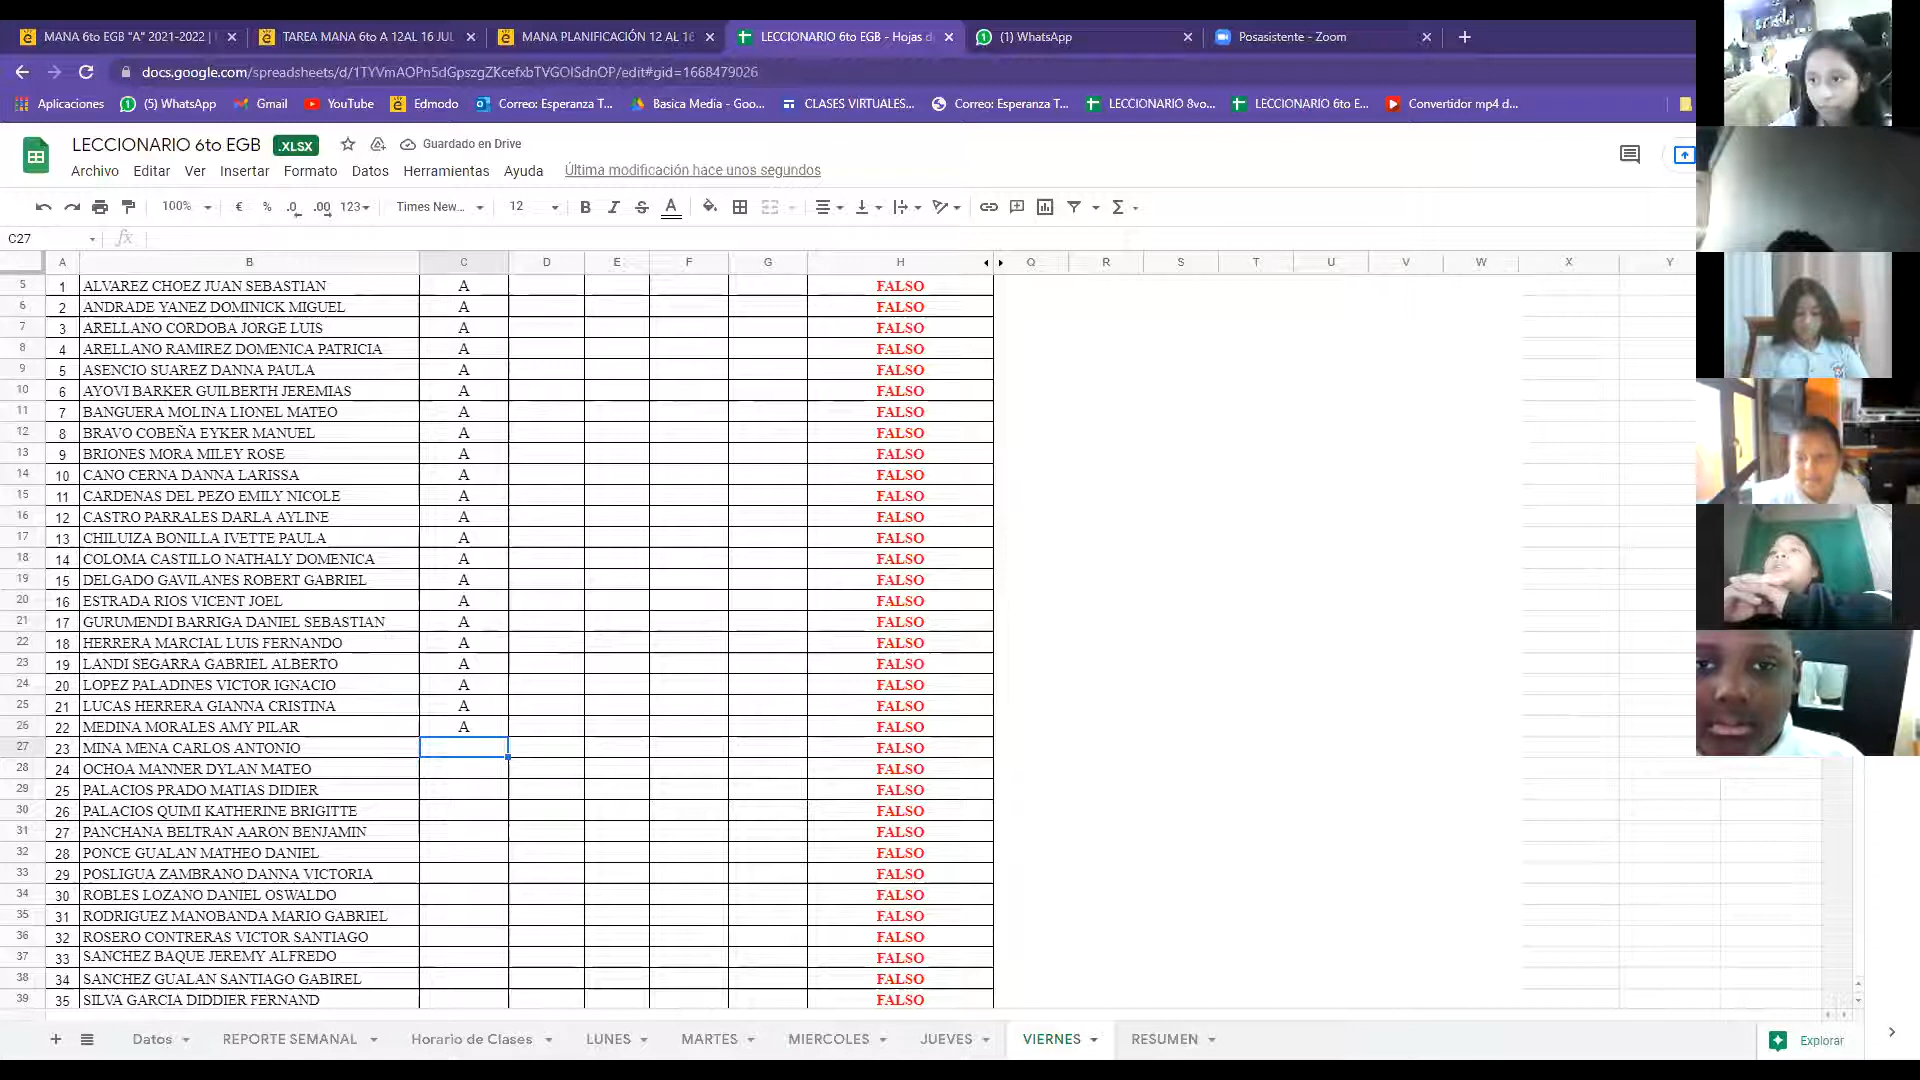 MANA 6to EGB "A" 2021-2022 |
TAREA MANA 6to A 12AL 16 JUL
MANA PLANIFICACIÓN 12 AL 16
LECCIONARIO 6to EGB - Hojas d
(1) WhatsApp
Posasistente - Zoom
docs.google.com/spreadsheets/d/1TYVmAOPn5dGpszgZKcefxbTVGOISdnOP/edit#gid=1668479026
Aplicaciones
(5) WhatsApp
Gmail
YouTube
Edmodo
Correo: Esperanza T...
Basica Media - Goo...
CLASES VIRTUALES...
Correo: Esperanza T...
LECCIONARIO 8vo...
LECCIONARIO 6to E...
Convertidor mp4 d...
LECCIONARIO 6to EGB
.XLSX
Guardado en Drive
Archivo Editar Ver Insertar Formato Datos Herramientas Ayuda
Última modificación hace unos segundos
100% € % .0 .00 123 Times New... 12 B I S A Σ
C27 fx
A B C D E F G H Q R S T U V W X Y
5 1 ALVAREZ CHOEZ JUAN SEBASTIAN A FALSO
6 2 ANDRADE YANEZ DOMINICK MIGUEL A FALSO
7 3 ARELLANO CORDOBA JORGE LUIS A FALSO
8 4 ARELLANO RAMIREZ DOMENICA PATRICIA A FALSO
9 5 ASENCIO SUAREZ DANNA PAULA A FALSO
10 6 AYOVI BARKER GUILBERTH JEREMIAS A FALSO
11 7 BANGUERA MOLINA LIONEL MATEO A FALSO
12 8 BRAVO COBEÑA EYKER MANUEL A FALSO
13 9 BRIONES MORA MILEY ROSE A FALSO
14 10 CANO CERNA DANNA LARISSA A FALSO
15 11 CARDENAS DEL PEZO EMILY NICOLE A FALSO
16 12 CASTRO PARRALES DARLA AYLINE A FALSO
17 13 CHILUIZA BONILLA IVETTE PAULA A FALSO
18 14 COLOMA CASTILLO NATHALY DOMENICA A FALSO
19 15 DELGADO GAVILANES ROBERT GABRIEL A FALSO
20 16 ESTRADA RIOS VICENT JOEL A FALSO
21 17 GURUMENDI BARRIGA DANIEL SEBASTIAN A FALSO
22 18 HERRERA MARCIAL LUIS FERNANDO A FALSO
23 19 LANDI SEGARRA GABRIEL ALBERTO A FALSO
24 20 LOPEZ PALADINES VICTOR IGNACIO A FALSO
25 21 LUCAS HERRERA GIANNA CRISTINA A FALSO
26 22 MEDINA MORALES AMY PILAR A FALSO
27 23 MINA MENA CARLOS ANTONIO FALSO
28 24 OCHOA MANNER DYLAN MATEO FALSO
29 25 PALACIOS PRADO MATIAS DIDIER FALSO
30 26 PALACIOS QUIMI KATHERINE BRIGITTE FALSO
31 27 PANCHANA BELTRAN AARON BENJAMIN FALSO
32 28 PONCE GUALAN MATHEO DANIEL FALSO
33 29 POSLIGUA ZAMBRANO DANNA VICTORIA FALSO
34 30 ROBLES LOZANO DANIEL OSWALDO FALSO
35 31 RODRIGUEZ MANOBANDA MARIO GABRIEL FALSO
36 32 ROSERO CONTRERAS VICTOR SANTIAGO FALSO
37 33 SANCHEZ BAQUE JEREMY ALFREDO FALSO
38 34 SANCHEZ GUALAN SANTIAGO GABIREL FALSO
39 35 SILVA GARCIA DIDDIER FERNAND FALSO
Datos REPORTE SEMANAL Horario de Clases LUNES MARTES MIERCOLES JUEVES VIERNES RESUMEN Explorar